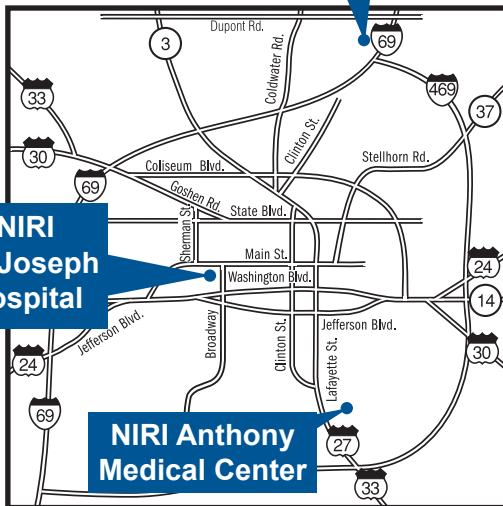 Dupont Rd.
3
69
Coldwater Rd.
33
469
37
Clinton St.
30
Coliseum Blvd.
Stellhorn Rd.
69
Goshen Rd.
Sherman St.
State Blvd.
NIRI
Joseph
Main St.
24
Washington Blvd.
14
Jefferson Blvd.
Broadway
Clinton St.
Jefferson Blvd.
Lafayette St.
24
30
69
NIRI Anthony
Medical Center
27
33